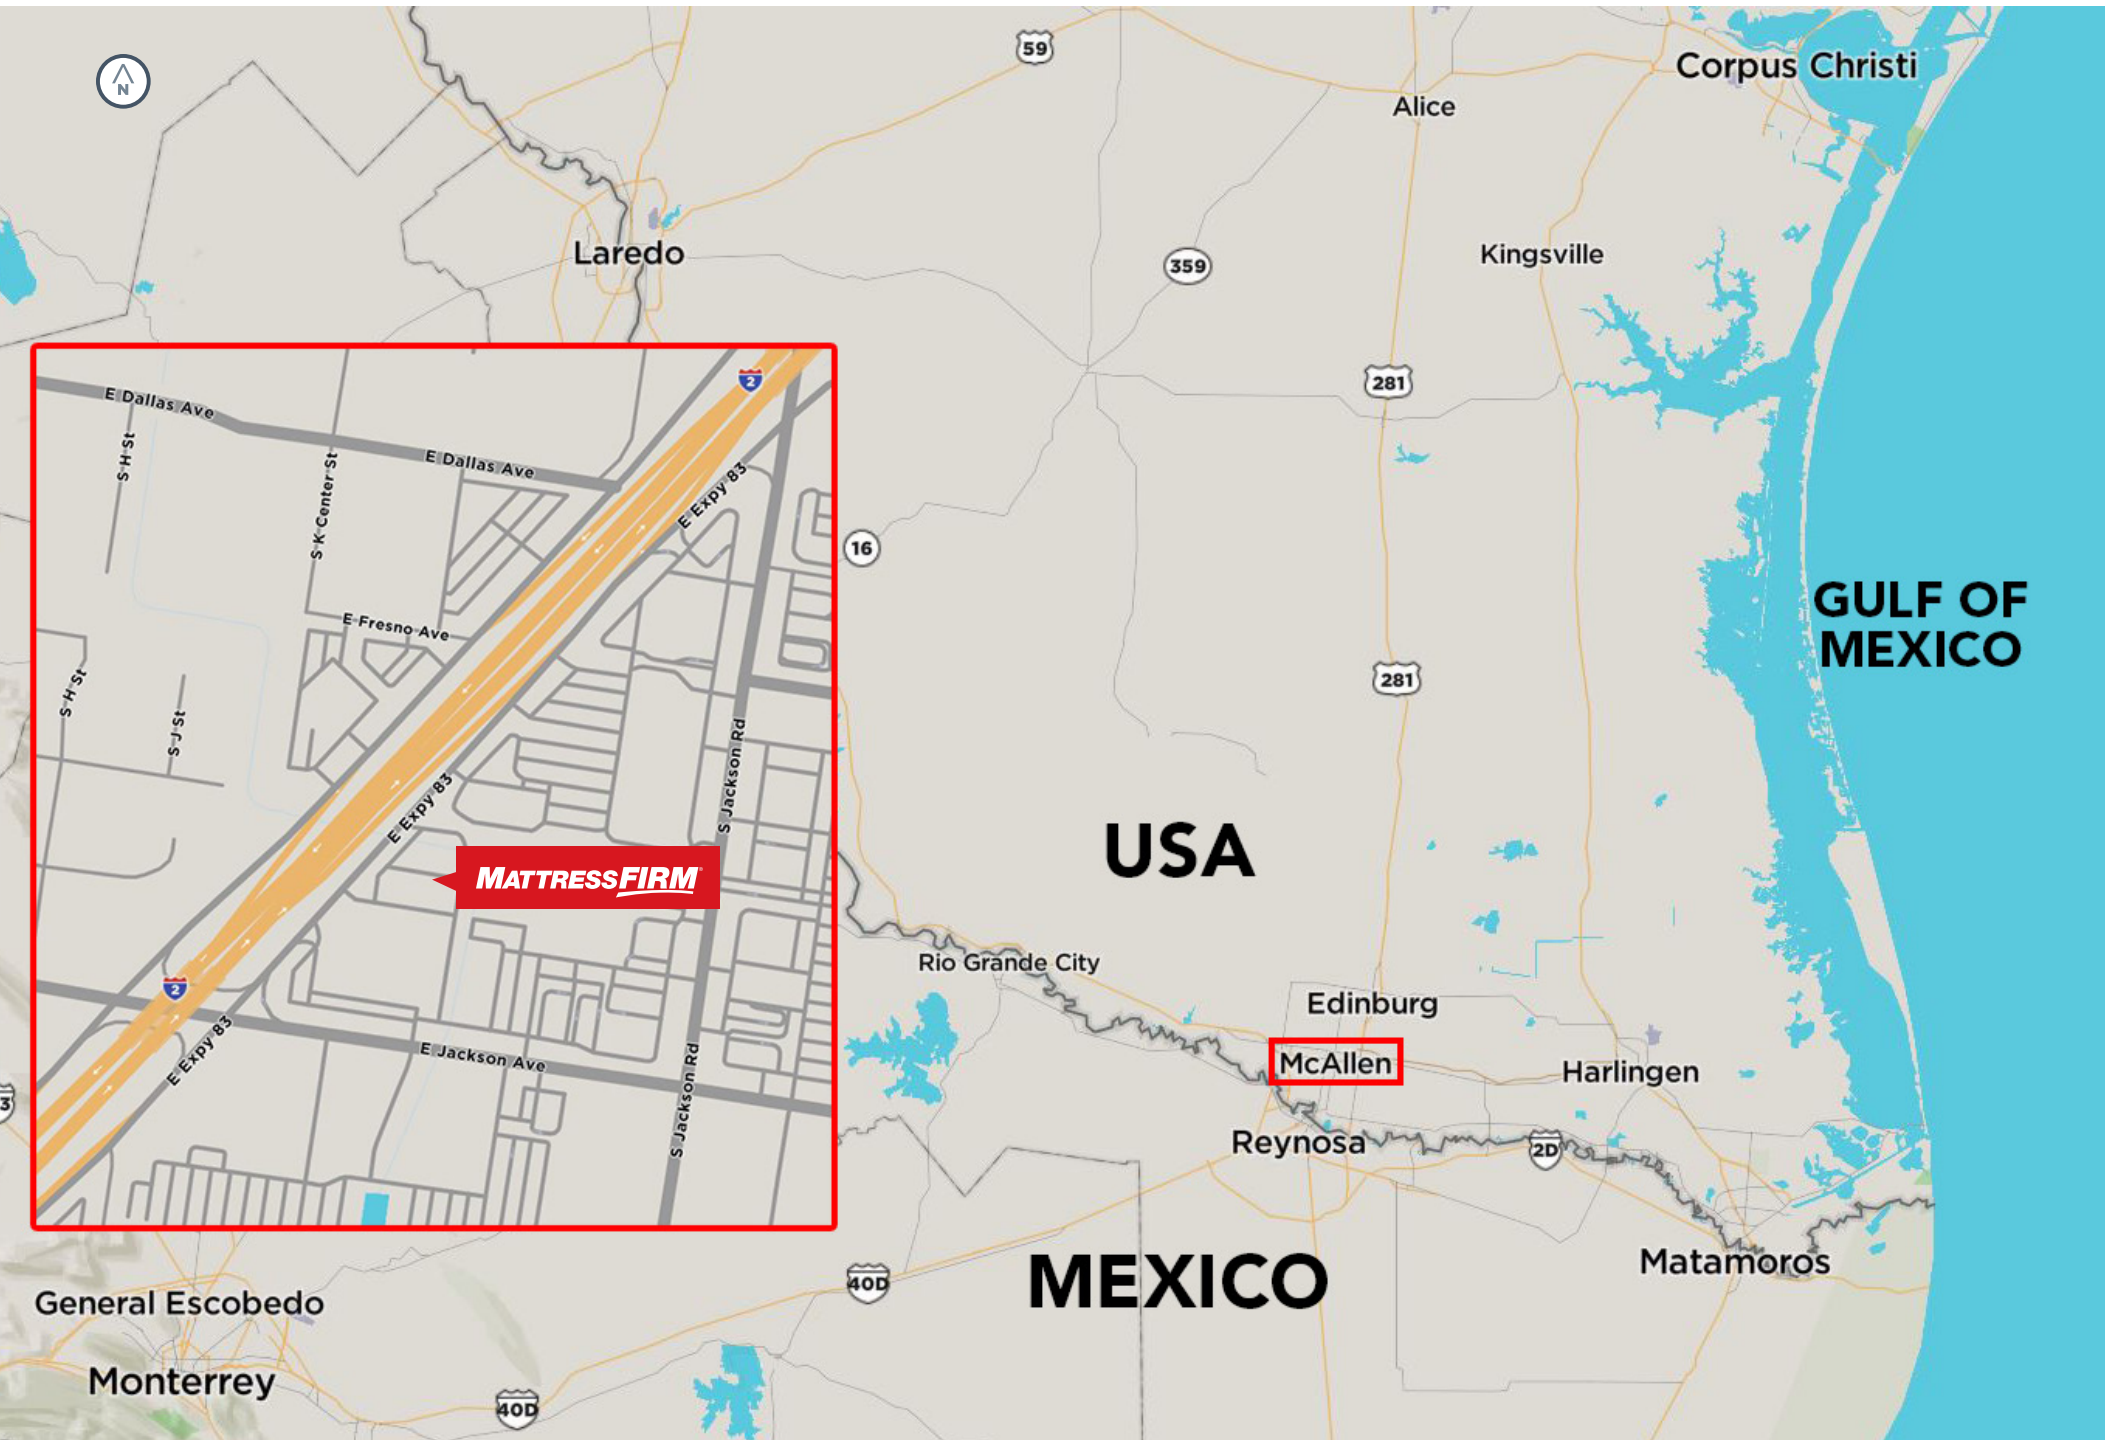 59
Corpus Christi
N
Alice
Laredo
359
Kingsville
281
2
E Dallas Ave
S H St
S K Center St
E Dallas Ave
E Expy 83
16
E Fresno Ave
GULF OF
MEXICO
S H St
S J St
281
S Jackson Rd
E Expy 83
USA
MATTRESSFIRM
Rio Grande City
2
Edinburg
E Expy 83
E Jackson Ave
McAllen
Harlingen
S Jackson Rd
3
Reynosa
2D
Matamoros
40D
MEXICO
General Escobedo
Monterrey
40D